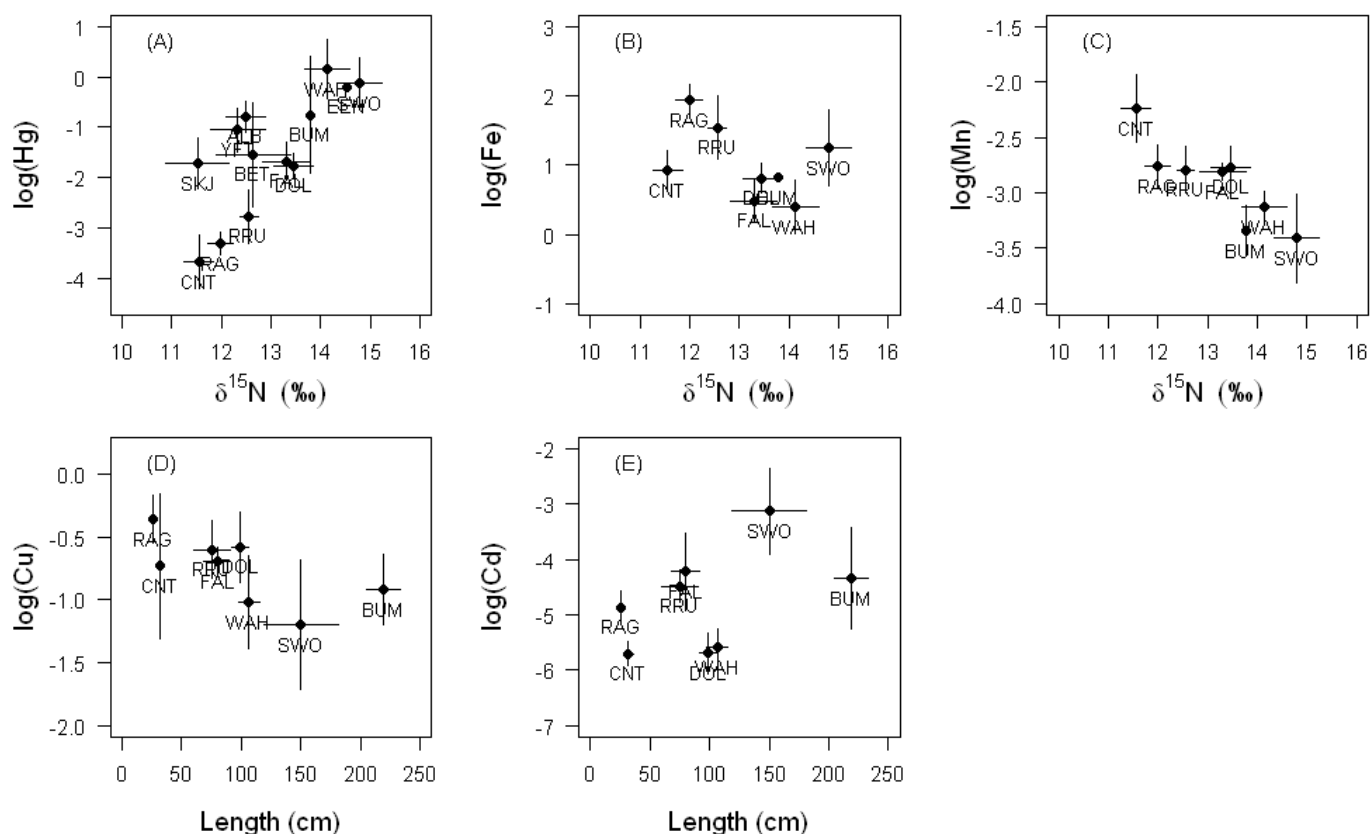 (A)
log(Hg)
1
0
-1
-2
-3
-4
WAH
ELN
SWO
ALB
YFT
BUM
BET
FAL
DOL
SKJ
RRU
RAG
CNT
10 11 12 13 14 15 16
δ15N (‰)
(B)
log(Fe)
3
2
1
0
-1
RAG
RRU
SWO
CNT
DOL
BUM
FAL
WAH
10 11 12 13 14 15 16
δ15N (‰)
(C)
log(Mn)
-1.5
-2.0
-2.5
-3.0
-3.5
-4.0
CNT
RAG
RRU
FAL
DOL
WAH
BUM
SWO
10 11 12 13 14 15 16
δ15N (‰)
(D)
log(Cu)
0.0
-0.5
-1.0
-1.5
-2.0
RAG
CNT
RRU
FAL
DOL
WAH
SWO
BUM
0 50 100 150 200 250
Length (cm)
(E)
log(Cd)
-2
-3
-4
-5
-6
-7
SWO
FAL
RRU
BUM
RAG
CNT
WAH
DOL
0 50 100 150 200 250
Length (cm)